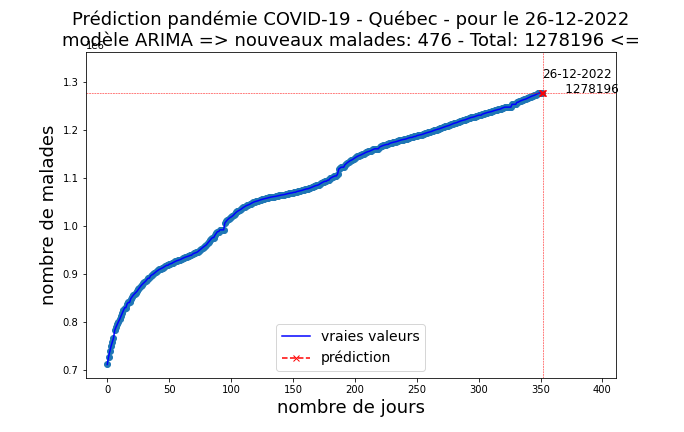 Prédiction pandémie COVID-19 - Québec - pour le 26-12-2022
modèle ARIMA => nouveaux malades: 476 - Total: 1278196 <=
1e6
26-12-2022
1278196
1.3
1.2
1.1
1.0
0.9
0.8
0.7
nombre de malades
vraies valeurs
prédiction
0 50 100 150 200 250 300 350 400
nombre de jours